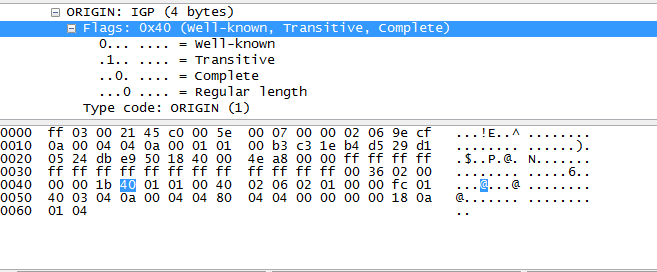 ORIGIN: IGP (4 bytes)
Flags: 0x40 (Well-known, Transitive, Complete)
0... .... = Well-known
.1.. .... = Transitive
..0. .... = Complete
...0 .... = Regular length
Type code: ORIGIN (1)
0000 ff 03 00 21 45 c0 00 5e 00 07 00 00 02 06 9e cf ...!E..^ ........
0010 0a 00 04 04 0a 00 01 01 00 b3 c3 1e b4 d5 29 d1 ........ ......).
0020 05 24 db e9 50 18 40 00 4e a8 00 00 ff ff ff ff .$..P.@. N.......
0030 ff ff ff ff ff ff ff ff ff ff ff ff 00 36 02 00 ........ .....6..
0040 00 00 1b 40 01 01 00 40 02 06 02 01 00 00 fc 01 ...@...@ ........
0050 40 03 04 0a 00 04 04 80 04 04 00 00 00 00 18 0a @....... ........
0060 01 04 ..